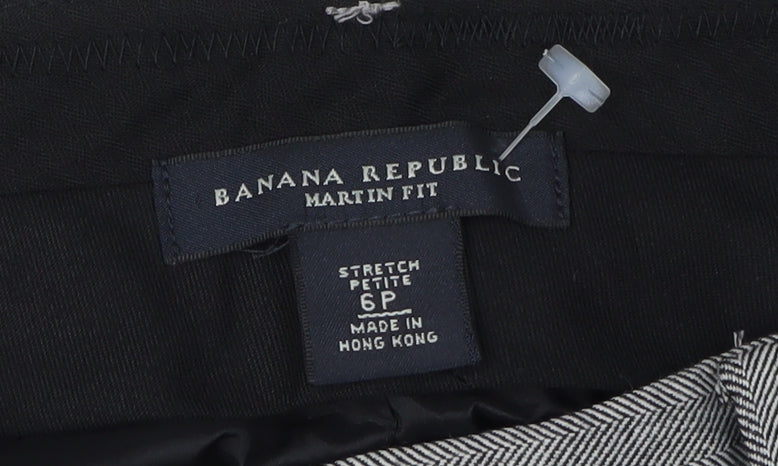 BANANA REPUBLIC
MARTIN FIT
STRETCH
PETITE
6P
MADE IN
HONG KONG